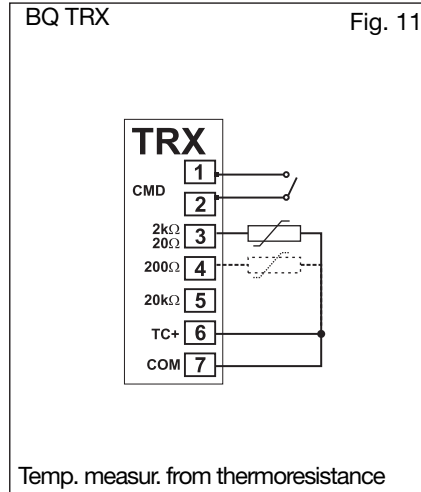 BQ TRX
Fig. 11
TRX
CMD
1
2
2kΩ
20Ω
3
200Ω
4
20kΩ
5
TC+
6
COM
7
Temp. measur. from thermoresistance